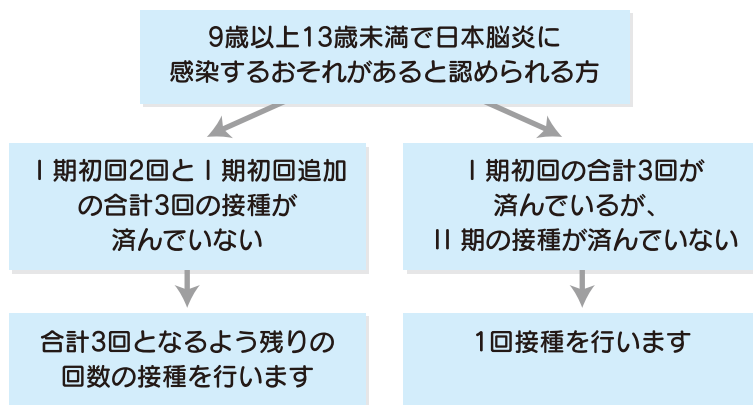 9歳以上13歳未満で日本脳炎に
感染するおそれがあると認められる方
Ⅰ期初回2回とⅠ期初回追加
の合計3回の接種が
済んでいない
Ⅰ期初回の合計3回が
済んでいるが、
Ⅱ期の接種が済んでいない
合計3回となるよう残りの
回数の接種を行います
1回接種を行います